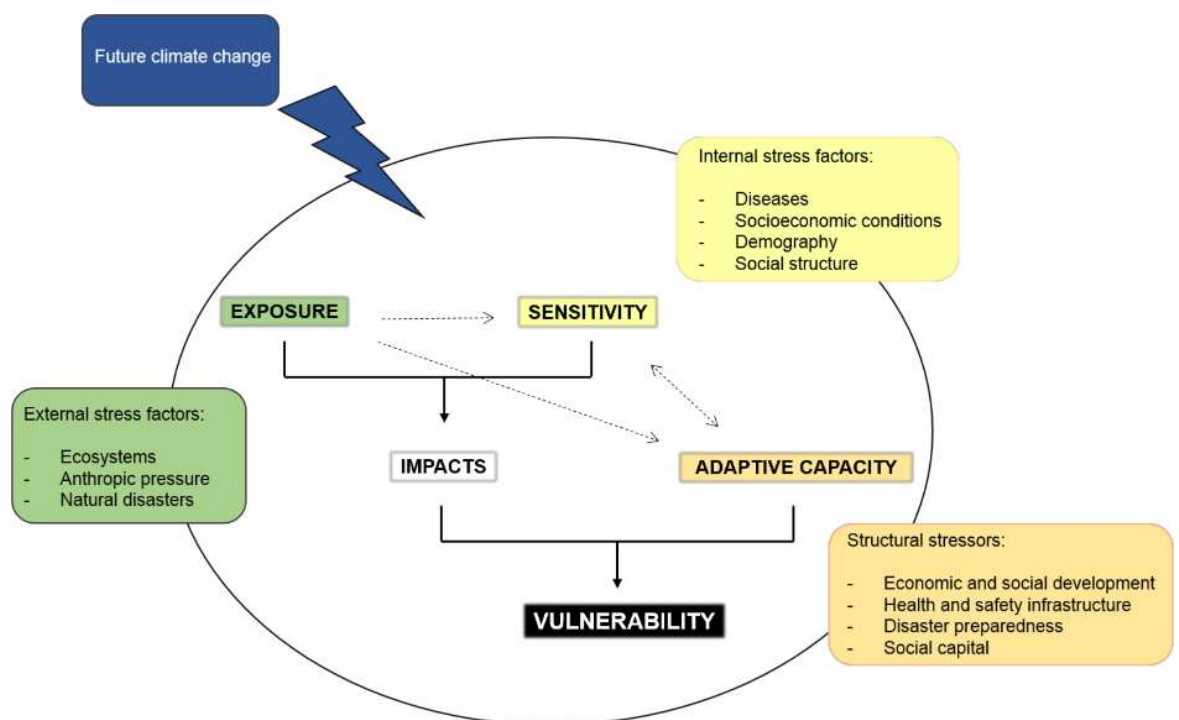 Future climate change
Internal stress factors:
- Diseases
- Socioeconomic conditions
- Demography
- Social structure
EXPOSURE
SENSITIVITY
External stress factors:
- Ecosystems
- Anthropic pressure
- Natural disasters
IMPACTS
ADAPTIVE CAPACITY
Structural stressors:
- Economic and social development
- Health and safety infrastructure
- Disaster preparedness
- Social capital
VULNERABILITY